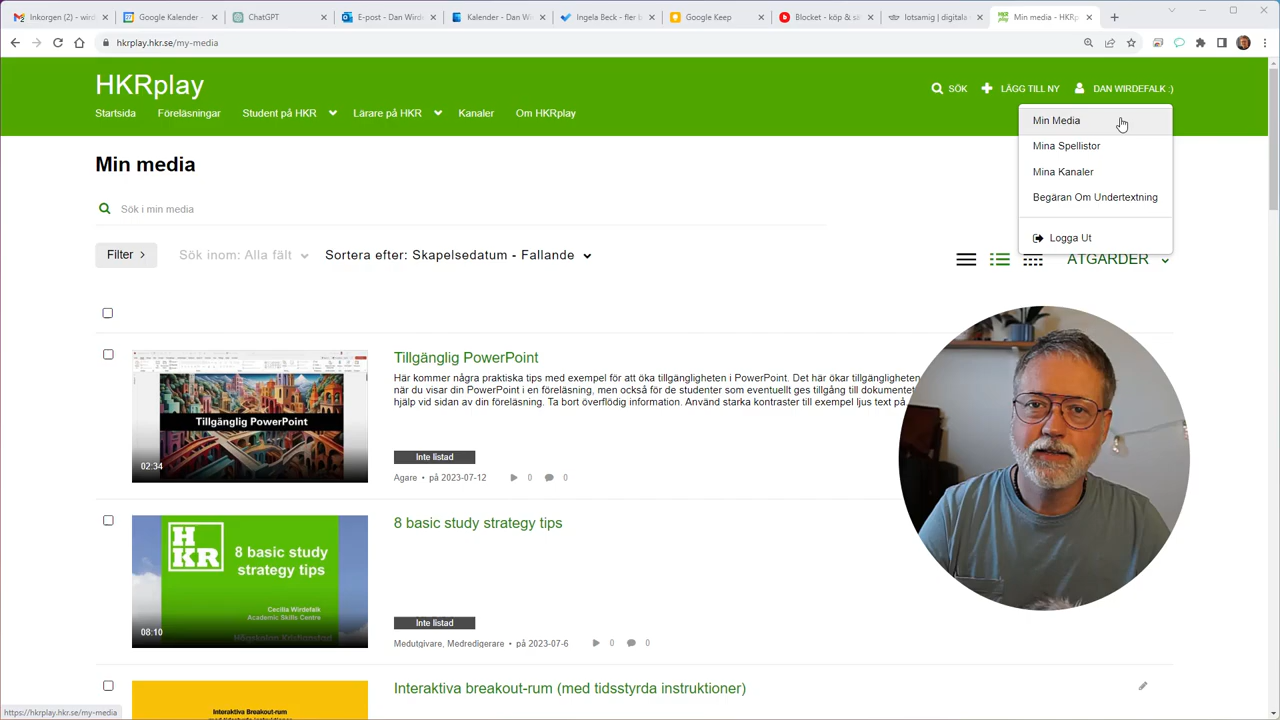 Inkorgen (31) - wird
Google Kalender -
ChatGPT
E-post - Dan Wirde
Kalender - Dan Wi
Ingela Beck - fler b
Google Keep
Blocket - köp & sä
lotsamig | digitala
Min media - HKRp
hkrplay.hkr.se/my-media
HKRplay
SÖK
LÄGG TILL NY
DAN WIRDEFALK :)
Startsida
Föreläsningar
Student på HKR
Lärare på HKR
Kanaler
Om HKRplay
Min Media
Mina Spellistor
Mina Kanaler
Begäran Om Undertextning
Logga Ut
Min media
Sök i min media
Filter
Sök inom: Alla fält
Sortera efter: Skapelsedatum - Fallande
ÅTGÄRDER
Tillgänglig PowerPoint
02:34
Tillgänglig PowerPoint
Här kommer några praktiska tips med exempel för att öka tillgängligheten i PowerPoint. Det här ökar tillgängligheten
när du visar din PowerPoint i en föreläsning, men också för de studenter som eventuellt ges tillgång till dokumente
hjälp vid sidan av din föreläsning. Ta bort överflödig information. Använd starka kontraster till exempel ljus text på
Inte listad
Ägare • på 2023-07-12 0 0
HKR
8 basic study
strategy tips
Cecilia Wirdefalk
Academic Skills Centre
Högskolan Kristianstad
08:10
8 basic study strategy tips
Inte listad
Medutgivare, Medredigerare • på 2023-07-6 0 0
Interaktiva Breakout-rum
(med tidsstyrda instruktioner)
Interaktiva breakout-rum (med tidsstyrda instruktioner)
https://hkrplay.hkr.se/my-media